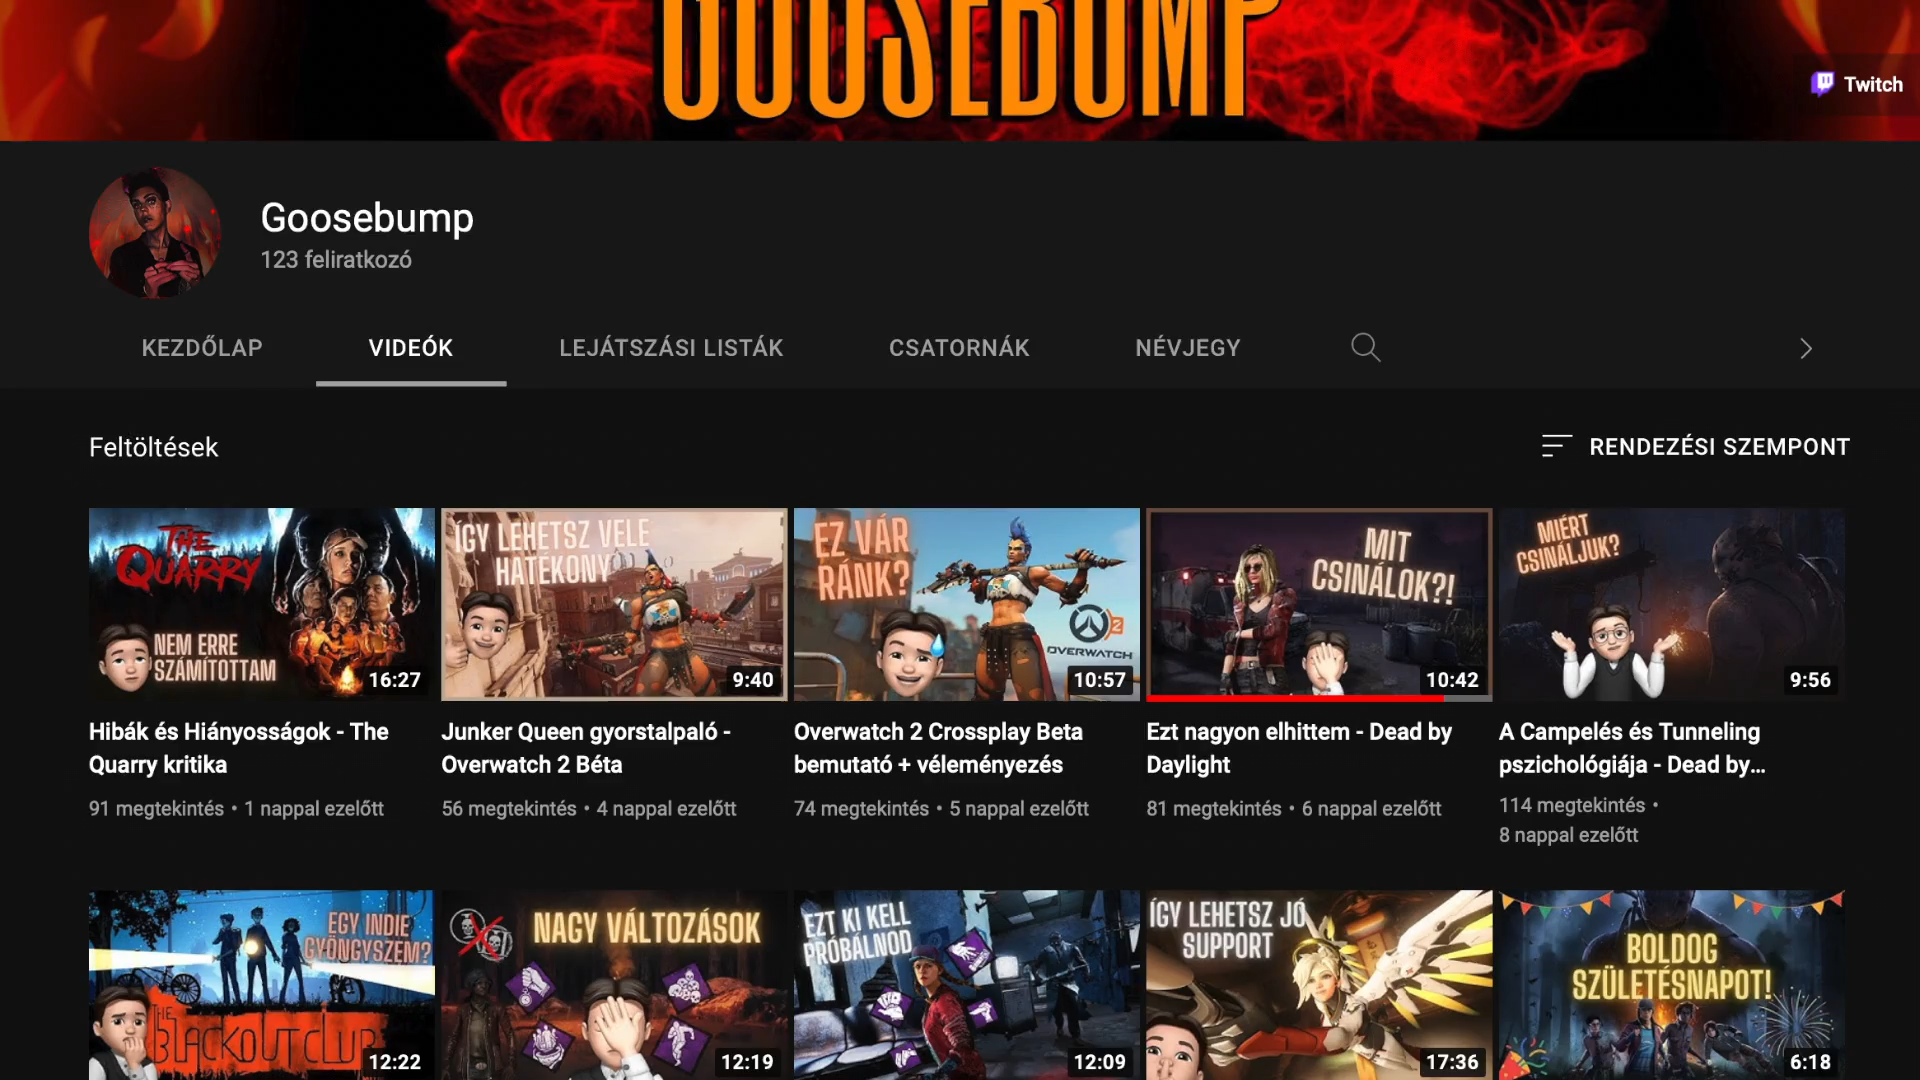 GOOSEBUMP
Twitch
Goosebump
123 feliratkozó
KEZDŐLAP
VIDEÓK
LEJÁTSZÁSI LISTÁK
CSATORNÁK
NÉVJEGY
Feltöltések
RENDEZÉSI SZEMPONT
THE
QUARRY
NEM ERRE
SZÁMÍTOTTAM
16:27
ÍGY LEHETSZ VELE
HATÉKONY
9:40
EZ VÁR
RÁNK?
2
OVERWATCH
10:57
MIT
CSINÁLOK?!
10:42
MIÉRT
CSINÁLJUK?
9:56
Hibák és Hiányosságok - The
Quarry kritika
91 megtekintés • 1 nappal ezelőtt
Junker Queen gyorstalpaló -
Overwatch 2 Béta
56 megtekintés • 4 nappal ezelőtt
Overwatch 2 Crossplay Beta
bemutató + véleményezés
74 megtekintés • 5 nappal ezelőtt
Ezt nagyon elhittem - Dead by
Daylight
81 megtekintés • 6 nappal ezelőtt
A Campelés és Tunneling
pszichológiája - Dead by...
114 megtekintés •
8 nappal ezelőtt
EGY INDIE
GYÖNGYSZEM?
THE
BLACKOUT CLUB
12:22
NAGY VÁLTOZÁSOK
12:19
EZT KI KELL
PRÓBÁLNOD
12:09
ÍGY LEHETSZ JÓ
SUPPORT
17:36
BOLDOG
SZÜLETÉSNAPOT!
6:18